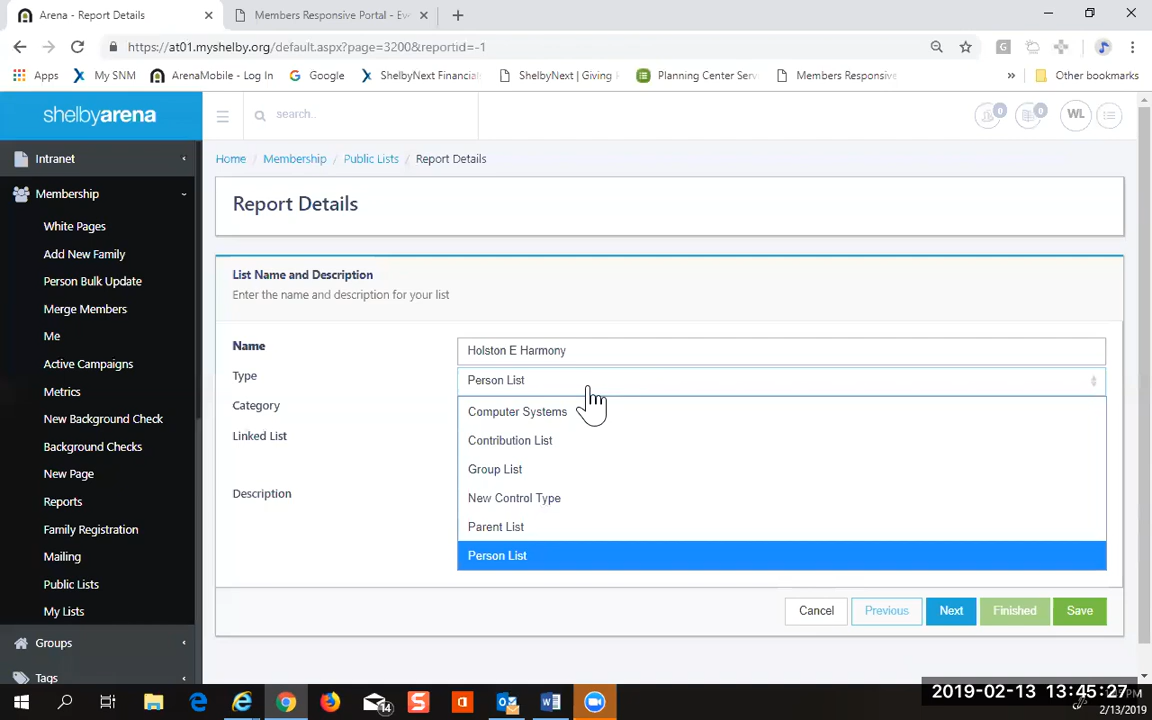 Arena - Report Details
Members Responsive Portal - Eve
https://at01.myshelby.org/default.aspx?page=3200&reportid=-1
Apps
My SNM
ArenaMobile - Log In
Google
ShelbyNext Financial
ShelbyNext | Giving
Planning Center Serv
Members Responsive
» Other bookmarks
shelbyarena
search..
0
0
WL
Intranet
Home / Membership / Public Lists / Report Details
Membership
White Pages
Add New Family
Person Bulk Update
Merge Members
Me
Active Campaigns
Metrics
New Background Check
Background Checks
New Page
Reports
Family Registration
Mailing
Public Lists
My Lists
Groups
Tags
Report Details
List Name and Description
Enter the name and description for your list
Name
Holston E Harmony
Type
Person List
Category
Computer Systems
Linked List
Contribution List
Group List
Description
New Control Type
Parent List
Person List
Cancel
Previous
Next
Finished
Save
14
2019-02-13 13:45:27
2/13/2019